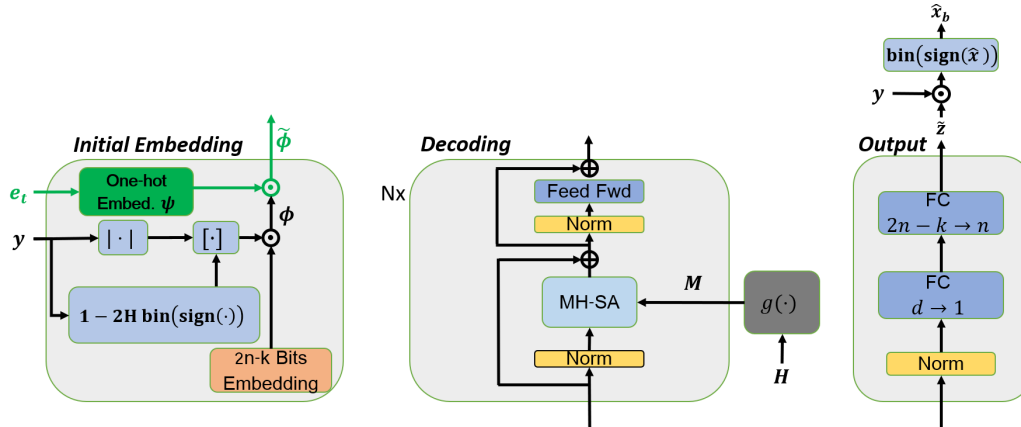 Initial Embedding
ϕ̃
e_t
One-hot
Embed. ψ
ϕ
y
|·|
[·]
1 − 2H bin(sign(·))
2n-k Bits
Embedding
Decoding
Nx
Feed Fwd
Norm
MH-SA
M
g(·)
Norm
H
x̂_b
bin(sign(x̂ ))
y
z̃
Output
FC
2n − k → n
FC
d → 1
Norm